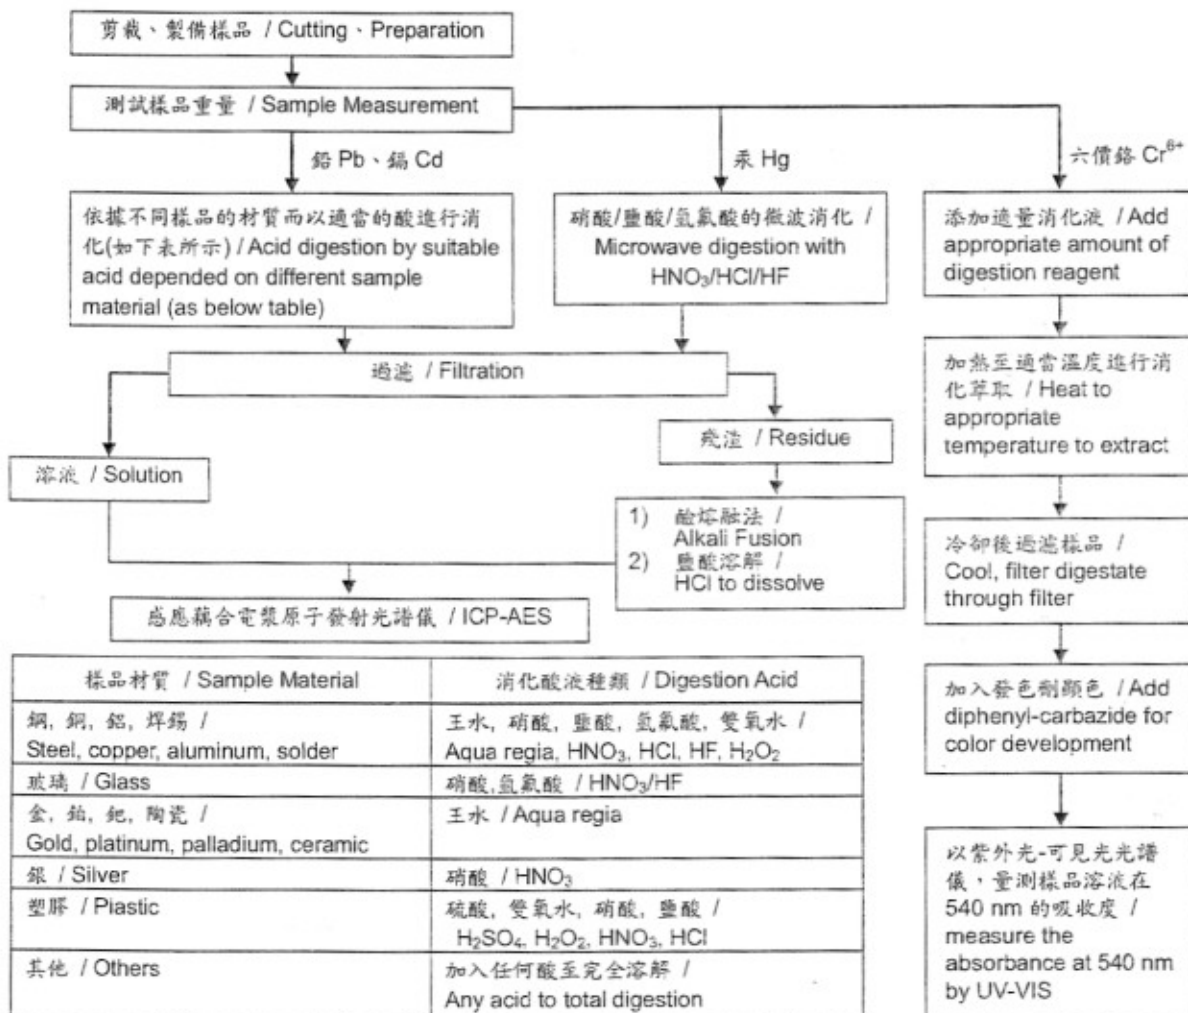 剪裁、製備樣品 / Cutting、Preparation
測試樣品重量 / Sample Measurement
鉛 Pb、鎘 Cd
汞 Hg
六價鉻 Cr⁶⁺
依據不同樣品的材質而以適當的酸進行消
化(如下表所示) / Acid digestion by suitable
acid depended on different sample
material (as below table)
硝酸/鹽酸/氫氟酸的微波消化 /
Microwave digestion with
HNO₃/HCl/HF
添加適量消化液 / Add
appropriate amount of
digestion reagent
過濾 / Filtration
加熱至適當溫度進行消
化萃取 / Heat to
appropriate
temperature to extract
溶液 / Solution
殘渣 / Residue
1) 鹼熔融法 /
Alkali Fusion
2) 鹽酸溶解 /
HCl to dissolve
冷卻後過濾樣品 /
Cool, filter digestate
through filter
感應藕合電漿原子發射光譜儀 / ICP-AES
加入發色劑顯色 / Add
diphenyl-carbazide for
color development
以紫外光-可見光光譜
儀，量測樣品溶液在
540 nm 的吸收度 /
measure the
absorbance at 540 nm
by UV-VIS
樣品材質 / Sample Material
消化酸液種類 / Digestion Acid
鋼, 銅, 鋁, 焊錫 /
Steel, copper, aluminum, solder
王水, 硝酸, 鹽酸, 氫氟酸, 雙氧水 /
Aqua regia, HNO₃, HCl, HF, H₂O₂
玻璃 / Glass
硝酸,氫氟酸 / HNO₃/HF
金, 鉑, 鈀, 陶瓷 /
Gold, platinum, palladium, ceramic
王水 / Aqua regia
銀 / Silver
硝酸 / HNO₃
塑膠 / Plastic
硫酸, 雙氧水, 硝酸, 鹽酸 /
H₂SO₄, H₂O₂, HNO₃, HCl
其他 / Others
加入任何酸至完全溶解 /
Any acid to total digestion